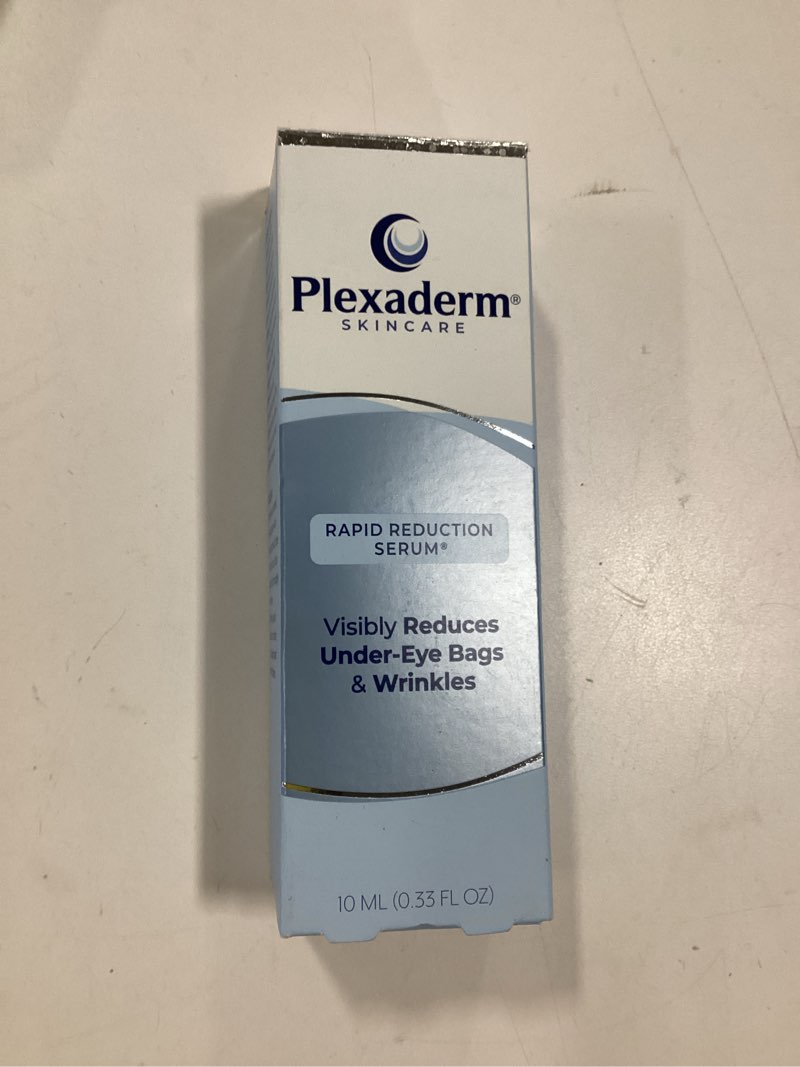 Plexaderm®
SKINCARE
RAPID REDUCTION
SERUM®
Visibly Reduces
Under-Eye Bags
& Wrinkles
10 ML (0.33 FL OZ)